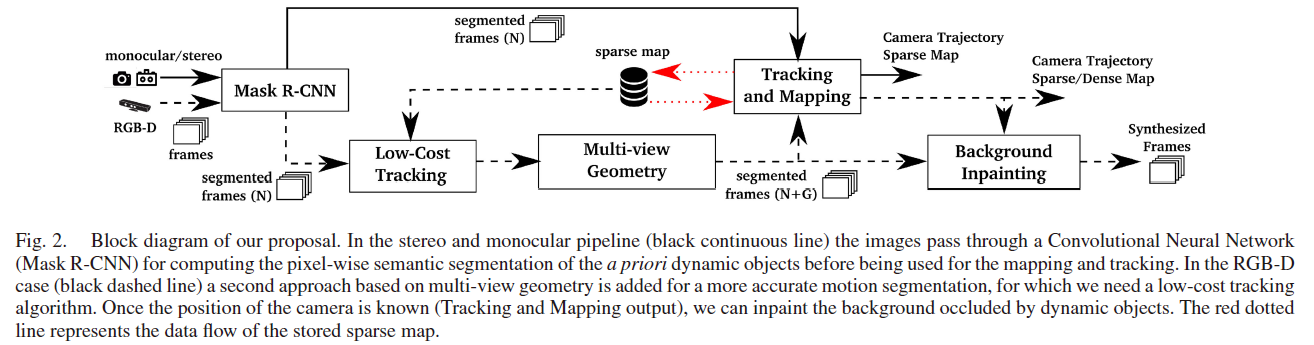 segmented
frames (N)
monocular/stereo
sparse map
Camera Trajectory
Sparse Map
Camera Trajectory
Sparse/Dense Map
Mask R-CNN
Tracking
and Mapping
RGB-D
frames
Low-Cost
Tracking
Multi-view
Geometry
Background
Inpainting
Synthesized
Frames
segmented
frames (N)
segmented
frames (N+G)
Fig. 2. Block diagram of our proposal. In the stereo and monocular pipeline (black continuous line) the images pass through a Convolutional Neural Network
(Mask R-CNN) for computing the pixel-wise semantic segmentation of the a priori dynamic objects before being used for the mapping and tracking. In the RGB-D
case (black dashed line) a second approach based on multi-view geometry is added for a more accurate motion segmentation, for which we need a low-cost tracking
algorithm. Once the position of the camera is known (Tracking and Mapping output), we can inpaint the background occluded by dynamic objects. The red dotted
line represents the data flow of the stored sparse map.